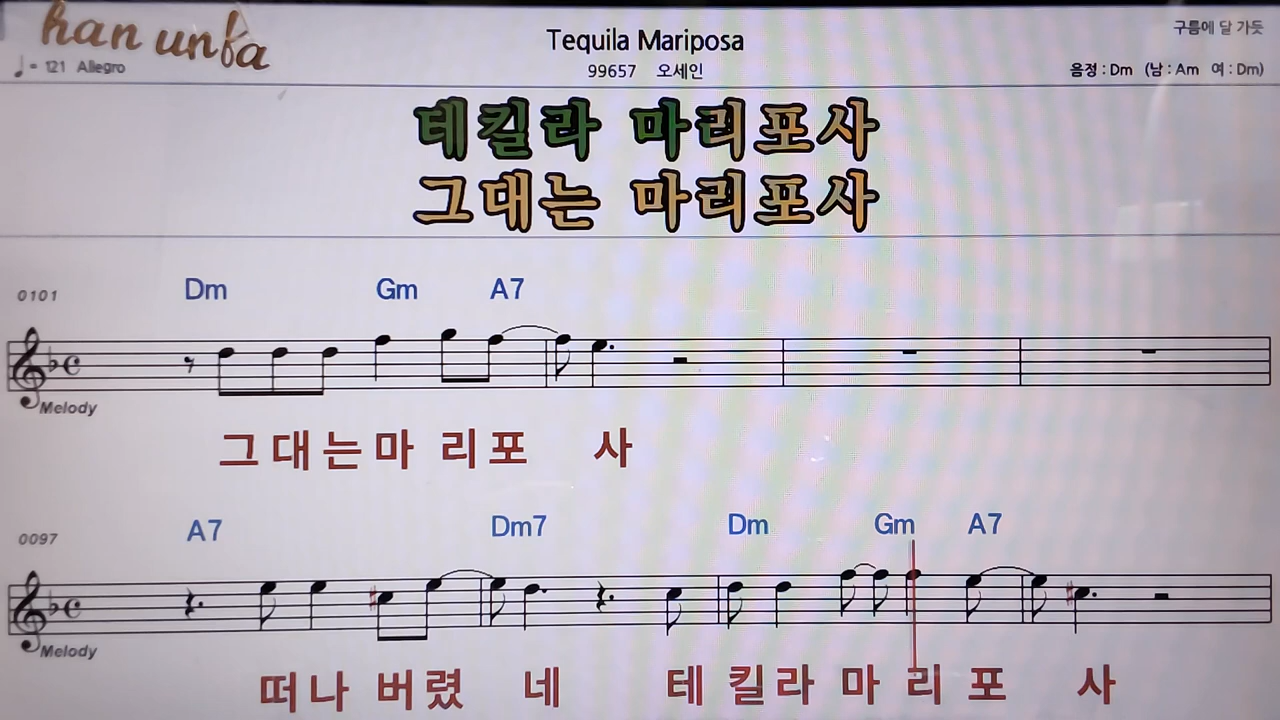 han unfa
♩= 121 Allegro
Tequila Mariposa
99657 오세인
구름에 달 가듯
음정 : Dm (남 : Am 여 : Dm)
테킬라 마리포사
그대는 마리포사
0101 Dm Gm A7
Melody
그대는마 리포 사
0097 A7 Dm7 Dm Gm A7
Melody
떠나 버렸 네 테 킬라 마 리 포 사